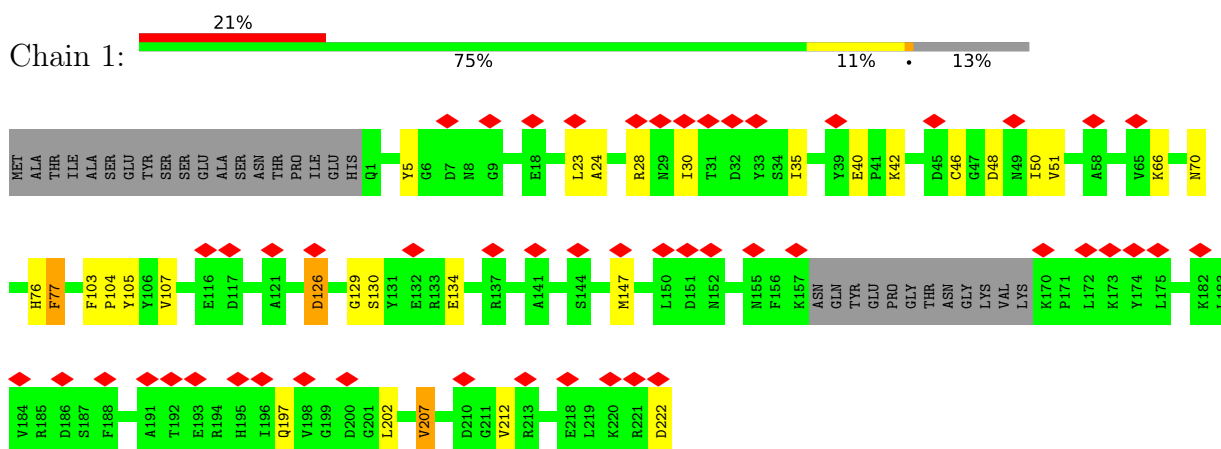 21%
Chain 1:
75% 11% • 13%
MET ALA THR ILE ALA SER GLU TYR SER SER GLU ALA SER ASN THR PRO ILE GLU HIS Q1 Y5 G6 D7 N8 G9 E18 L23 A24 R28 N29 I30 T31 D32 Y33 S34 I35 Y39 E40 P41 K42 D45 C46 G47 D48 N49 I50 V51 A58 V65 K66 N70
H76 F77 F103 P104 Y105 Y106 V107 E116 D117 A121 D126 G129 S130 Y131 E132 R133 E134 R137 A141 S144 M147 L150 D151 N152 N155 F156 K157 ASN GLN TYR GLU PRO GLY THR ASN GLY LYS VAL LYS K170 P171 L172 K173 Y174 L175 K182 L183
V184 R185 D186 S187 F188 A191 T192 E193 R194 H195 I196 Q197 V198 G199 D200 G201 L202 V207 D210 G211 V212 R213 E218 L219 K220 R221 D222